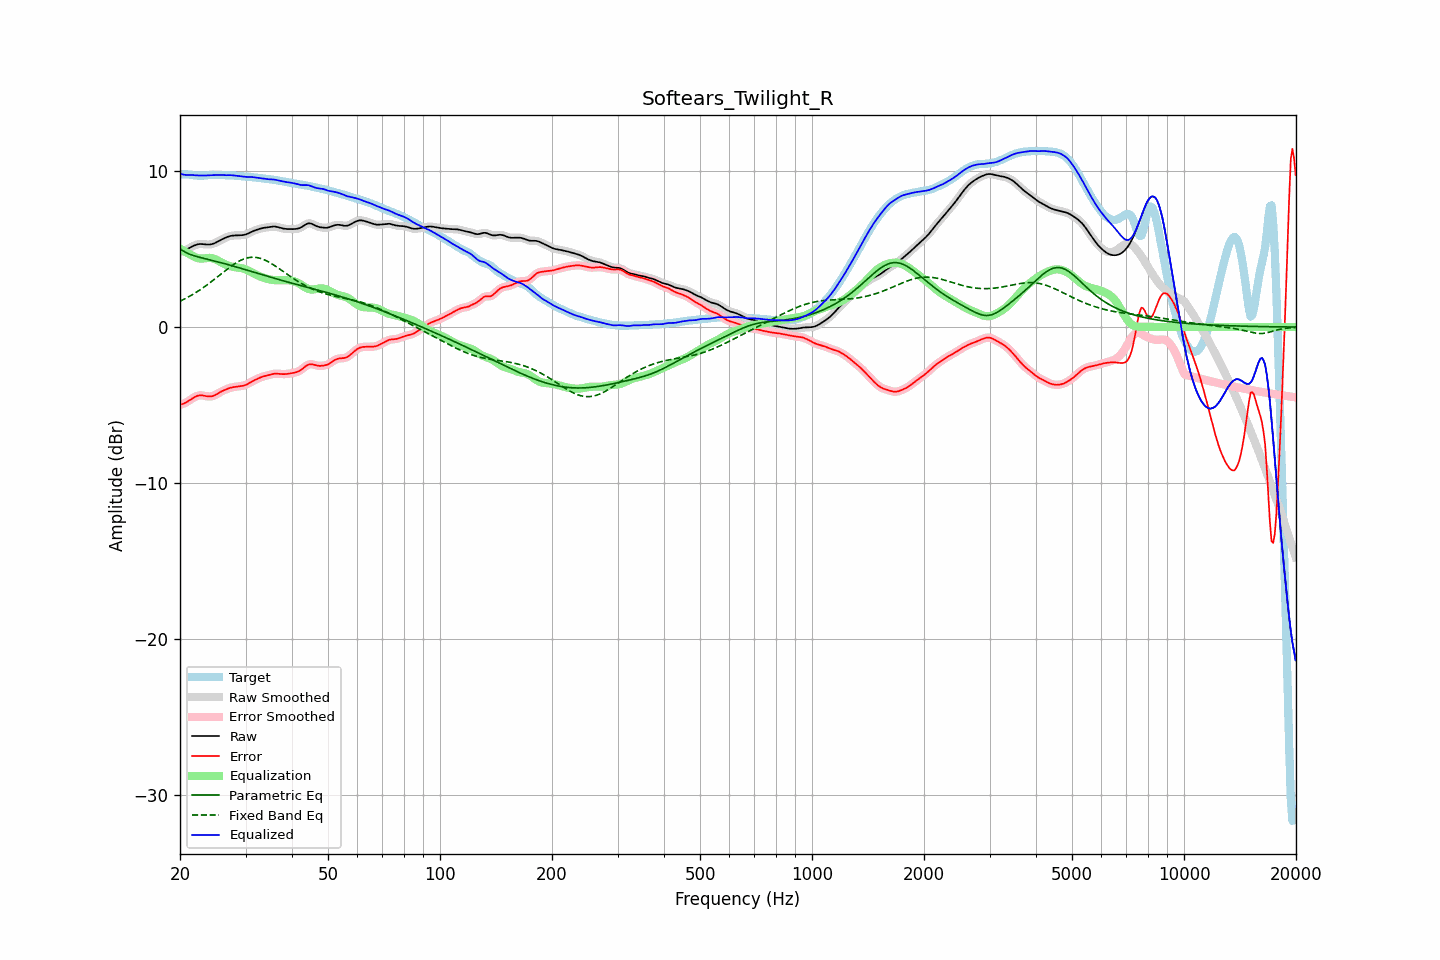 Softears_Twilight_R
Amplitude (dBr)
10
0
−10
−20
−30
Target
Raw Smoothed
Error Smoothed
Raw
Error
Equalization
Parametric Eq
Fixed Band Eq
Equalized
20 50 100 200 500 1000 2000 5000 10000 20000
Frequency (Hz)